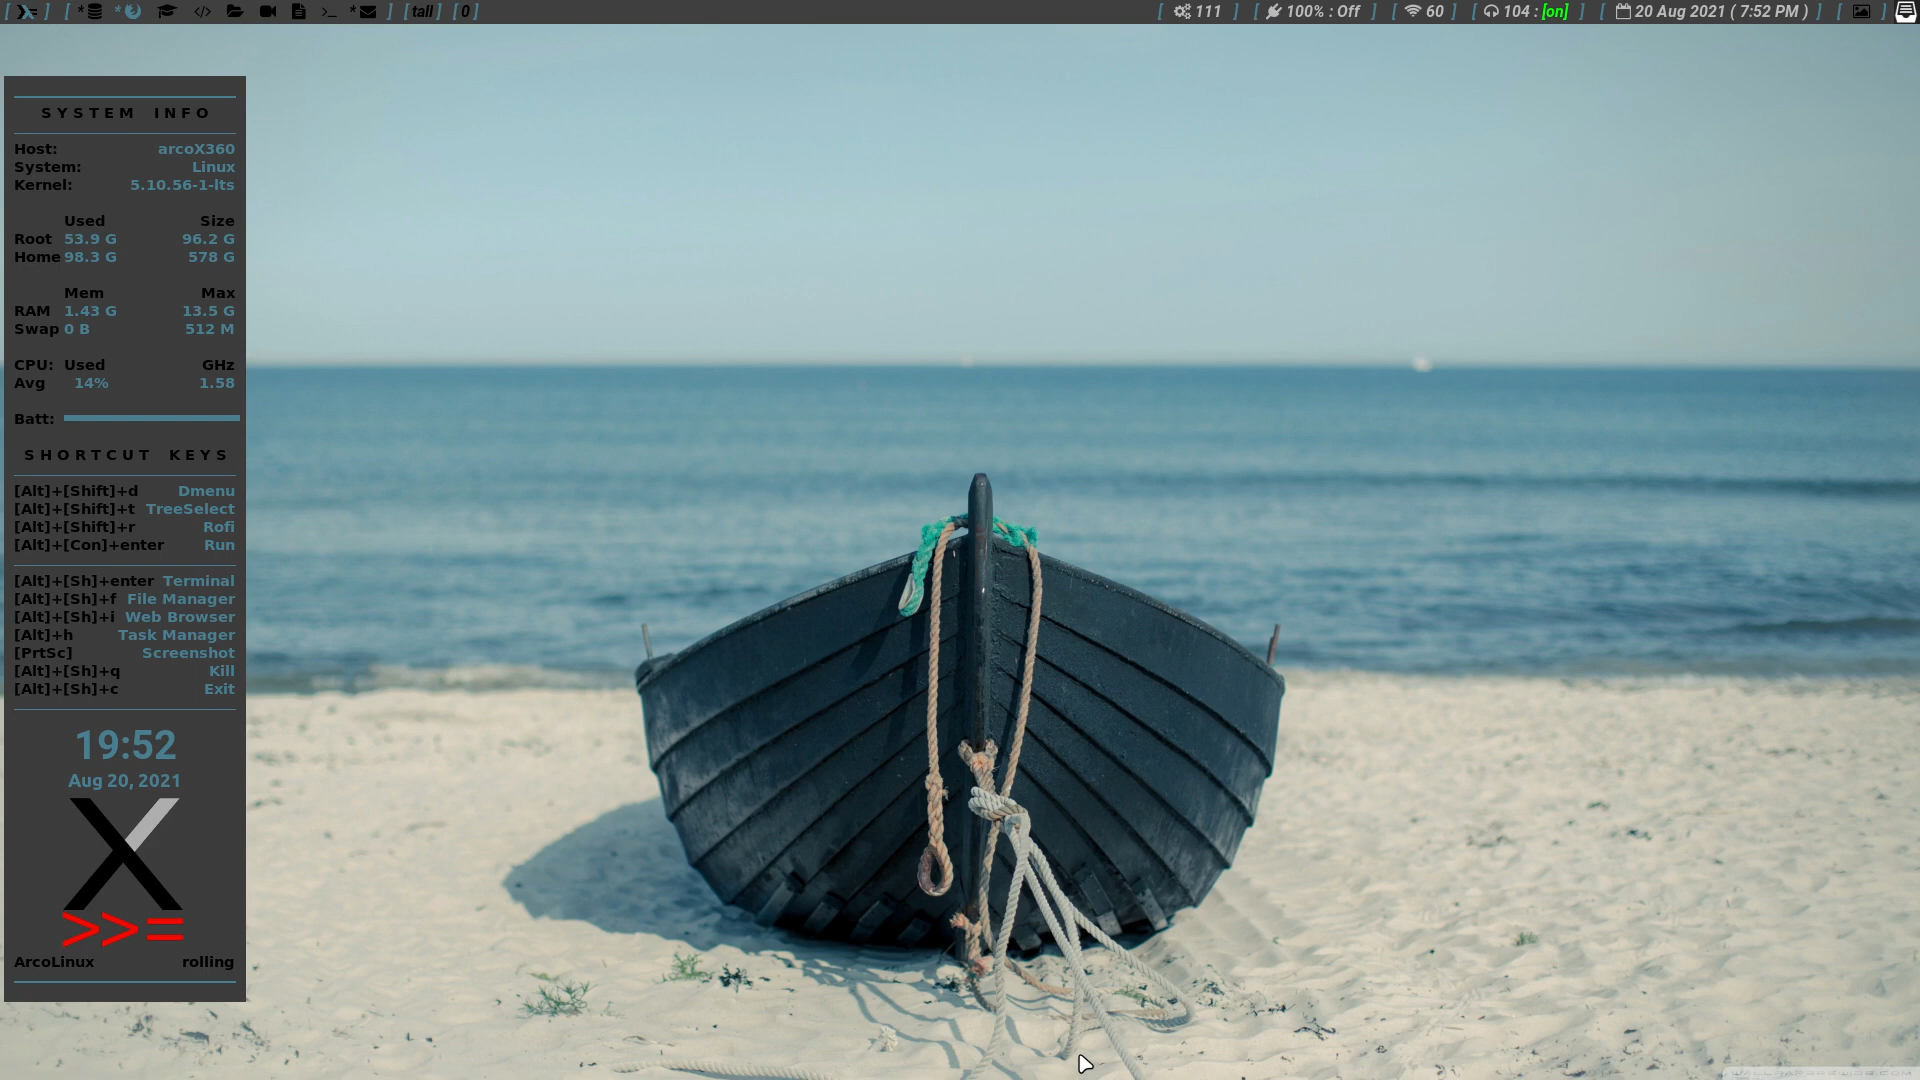 [ ] [ * * >_ * ] [tall] [0] [ 111 ] [ 100% : Off ] [ 60 ] [ 104 : [on] ] [ 20 Aug 2021 ( 7:52 PM ) ] [ ]
SYSTEM INFO
Host: arcoX360
System: Linux
Kernel: 5.10.56-1-lts
Used Size
Root 53.9 G 96.2 G
Home 98.3 G 578 G
Mem Max
RAM 1.43 G 13.5 G
Swap 0 B 512 M
CPU: Used GHz
Avg 14% 1.58
Batt:
SHORTCUT KEYS
[Alt]+[Shift]+d Dmenu
[Alt]+[Shift]+t TreeSelect
[Alt]+[Shift]+r Rofi
[Alt]+[Con]+enter Run
[Alt]+[Sh]+enter Terminal
[Alt]+[Sh]+f File Manager
[Alt]+[Sh]+i Web Browser
[Alt]+h Task Manager
[PrtSc] Screenshot
[Alt]+[Sh]+q Kill
[Alt]+[Sh]+c Exit
19:52
Aug 20, 2021
X
>>=
ArcoLinux rolling